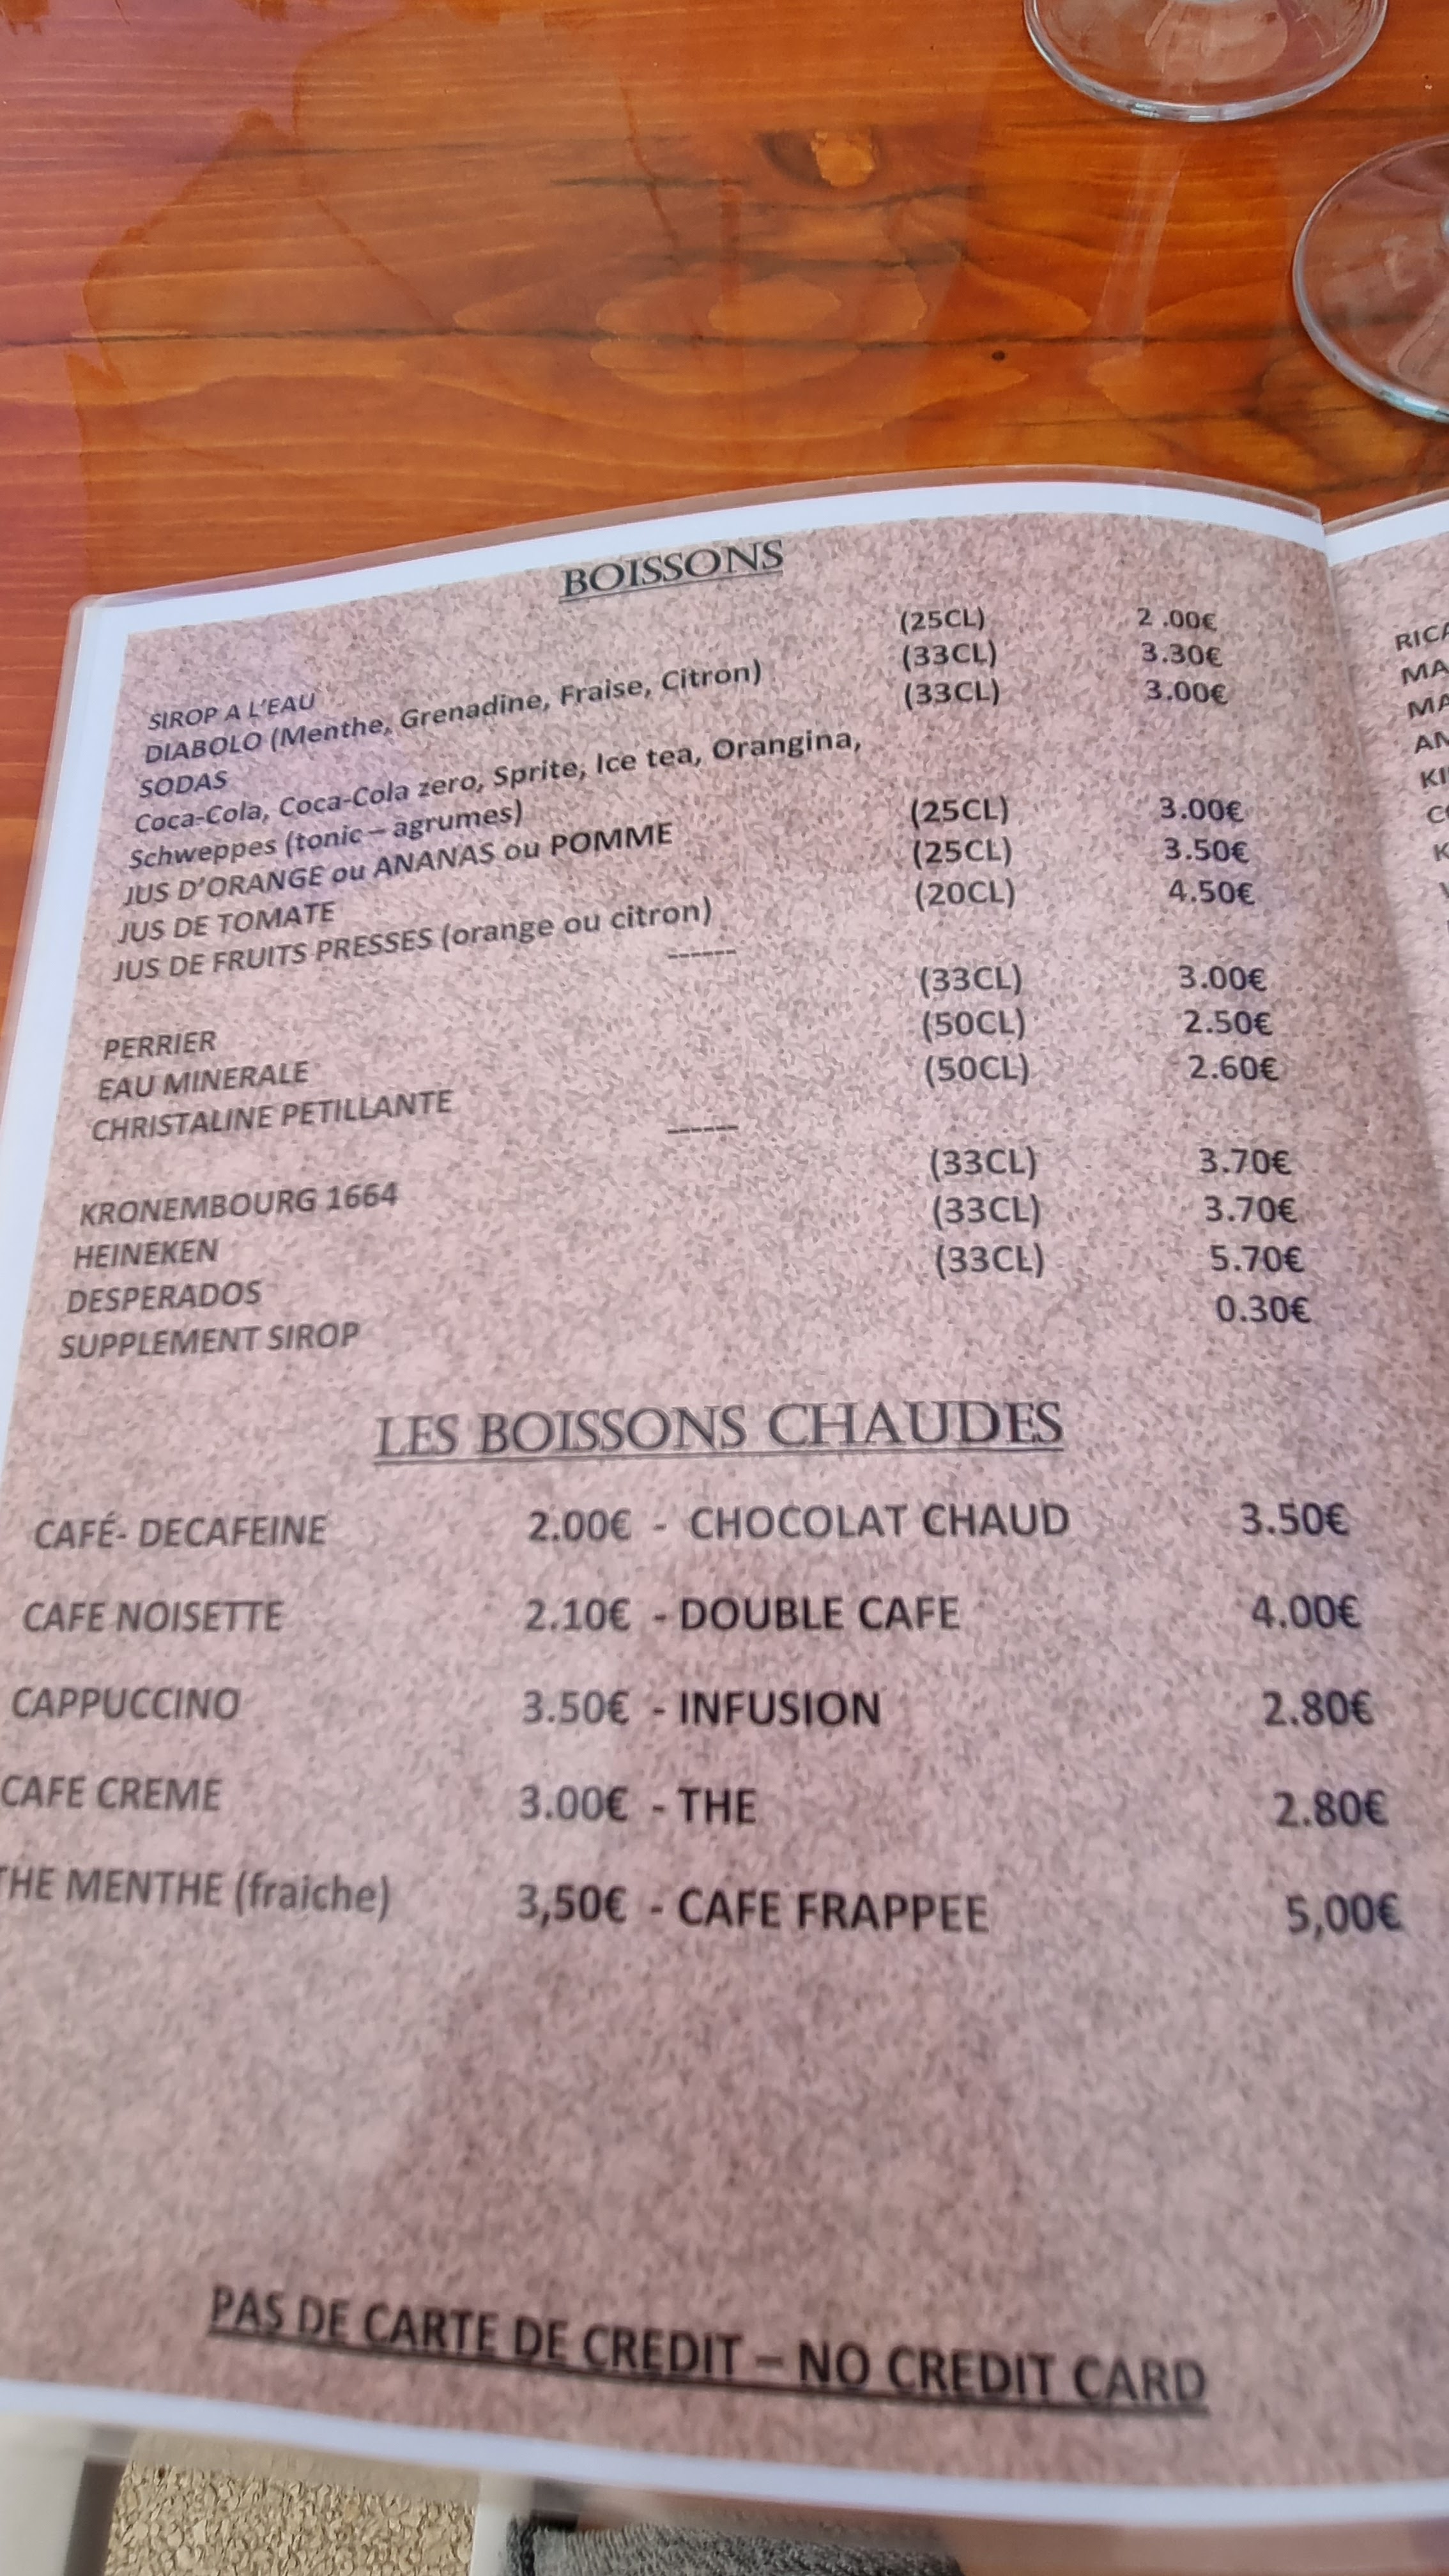 BOISSONS
SIROP A L'EAU (25CL) 2 .00€
DIABOLO (Menthe, Grenadine, Fraise, Citron) (33CL) 3.30€
SODAS (33CL) 3.00€
Coca-Cola, Coca-Cola zero, Sprite, Ice tea, Orangina,
Schweppes (tonic – agrumes)
JUS D'ORANGE ou ANANAS ou POMME (25CL) 3.00€
JUS DE TOMATE (25CL) 3.50€
JUS DE FRUITS PRESSES (orange ou citron) (20CL) 4.50€
------
PERRIER (33CL) 3.00€
EAU MINERALE (50CL) 2.50€
CHRISTALINE PETILLANTE (50CL) 2.60€
------
KRONEMBOURG 1664 (33CL) 3.70€
HEINEKEN (33CL) 3.70€
DESPERADOS (33CL) 5.70€
SUPPLEMENT SIROP 0.30€
LES BOISSONS CHAUDES
CAFÉ- DECAFEINE 2.00€ - CHOCOLAT CHAUD 3.50€
CAFE NOISETTE 2.10€ - DOUBLE CAFE 4.00€
CAPPUCCINO 3.50€ - INFUSION 2.80€
CAFE CREME 3.00€ - THE 2.80€
THE MENTHE (fraiche) 3,50€ - CAFE FRAPPEE 5,00€
PAS DE CARTE DE CREDIT – NO CREDIT CARD